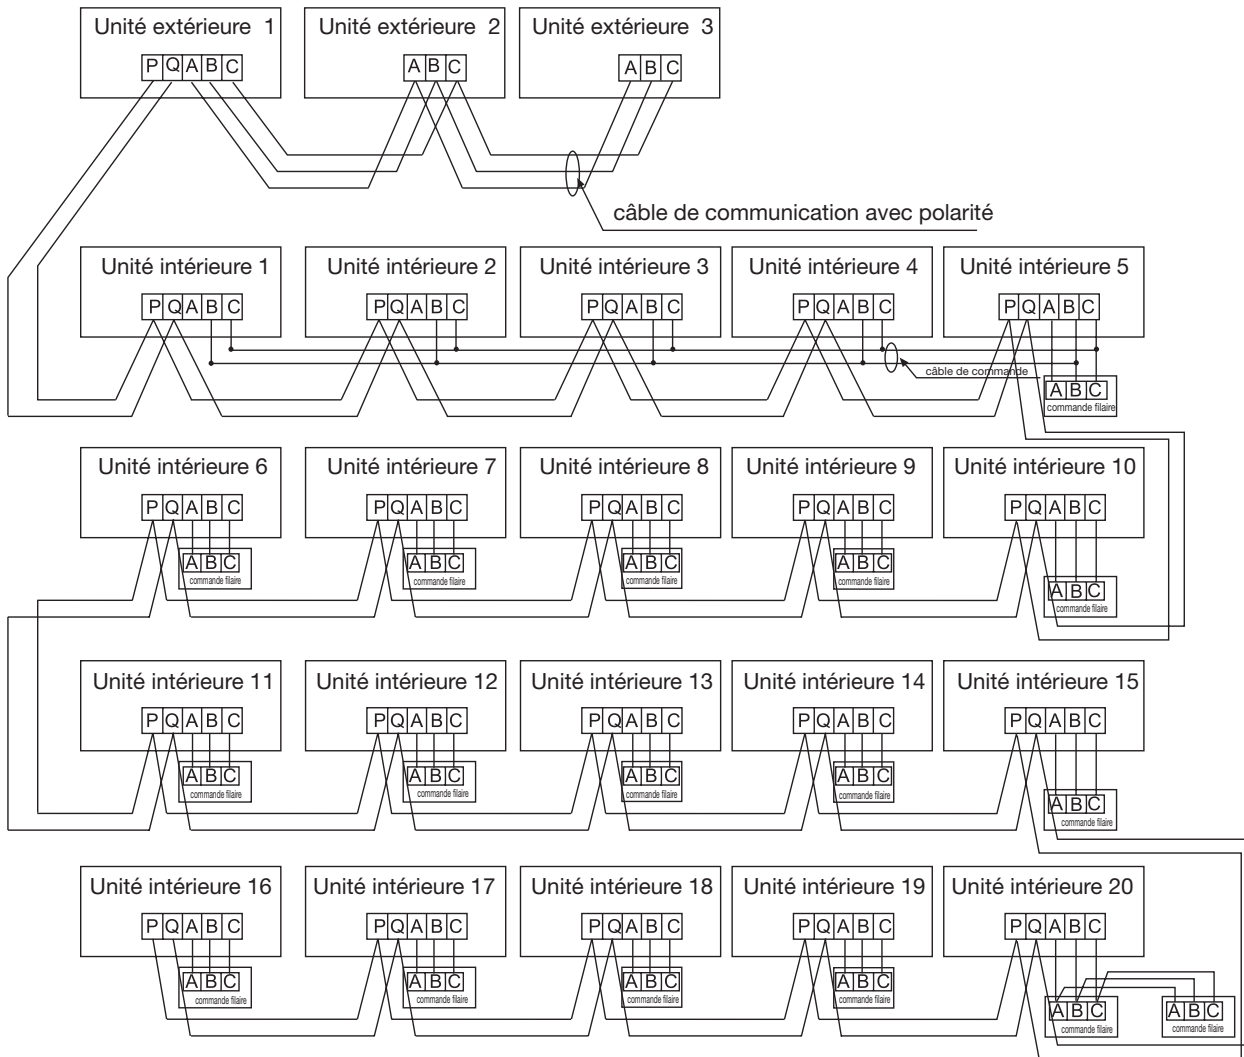 Unité extérieure 1
Unité extérieure 2
Unité extérieure 3
P Q A B C
A B C
A B C
câble de communication avec polarité
Unité intérieure 1
Unité intérieure 2
Unité intérieure 3
Unité intérieure 4
Unité intérieure 5
P Q A B C
P Q A B C
P Q A B C
P Q A B C
P Q A B C
câble de commande
A B C
commande filaire
Unité intérieure 6
Unité intérieure 7
Unité intérieure 8
Unité intérieure 9
Unité intérieure 10
P Q A B C
P Q A B C
P Q A B C
P Q A B C
P Q A B C
A B C
commande filaire
A B C
commande filaire
A B C
commande filaire
A B C
commande filaire
A B C
commande filaire
Unité intérieure 11
Unité intérieure 12
Unité intérieure 13
Unité intérieure 14
Unité intérieure 15
P Q A B C
P Q A B C
P Q A B C
P Q A B C
P Q A B C
A B C
commande filaire
A B C
commande filaire
A B C
commande filaire
A B C
commande filaire
A B C
commande filaire
Unité intérieure 16
Unité intérieure 17
Unité intérieure 18
Unité intérieure 19
Unité intérieure 20
P Q A B C
P Q A B C
P Q A B C
P Q A B C
P Q A B C
A B C
commande filaire
A B C
commande filaire
A B C
commande filaire
A B C
commande filaire
A B C
commande filaire
A B C
commande filaire